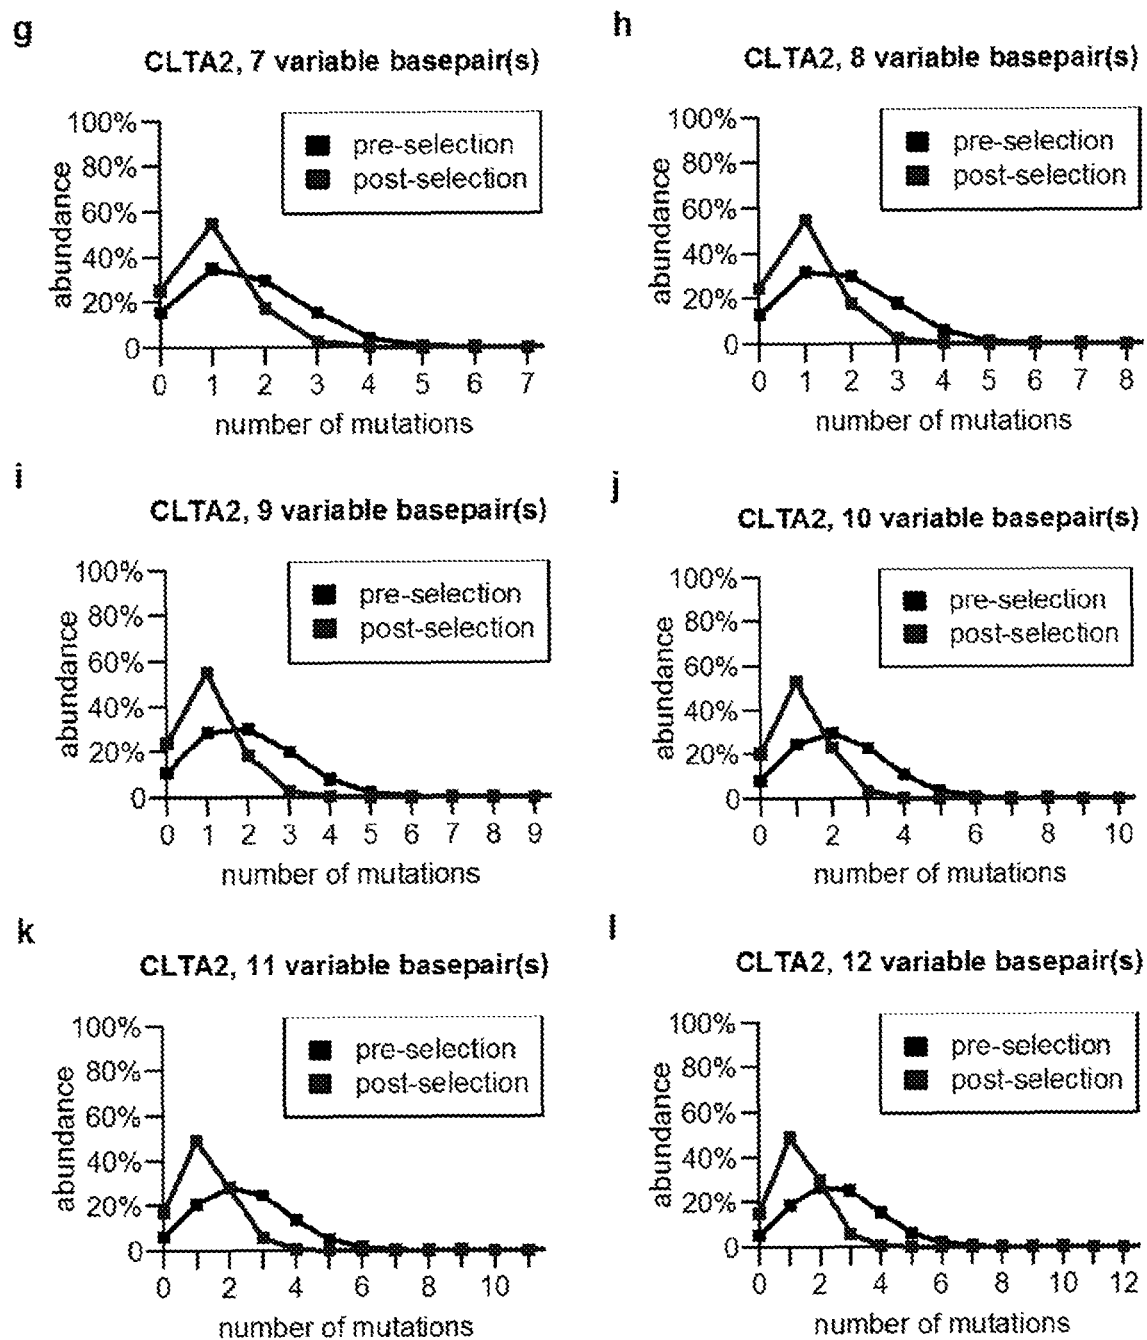 g
CLTA2, 7 variable basepair(s)
100%
80%
60%
40%
20%
0
abundance
pre-selection
post-selection
0 1 2 3 4 5 6 7
number of mutations
h
CLTA2, 8 variable basepair(s)
100%
80%
60%
40%
20%
0
abundance
pre-selection
post-selection
0 1 2 3 4 5 6 7 8
number of mutations
i
CLTA2, 9 variable basepair(s)
100%
80%
60%
40%
20%
0
abundance
pre-selection
post-selection
0 1 2 3 4 5 6 7 8 9
number of mutations
j
CLTA2, 10 variable basepair(s)
100%
80%
60%
40%
20%
0
abundance
pre-selection
post-selection
0 2 4 6 8 10
number of mutations
k
CLTA2, 11 variable basepair(s)
100%
80%
60%
40%
20%
0
abundance
pre-selection
post-selection
0 2 4 6 8 10
number of mutations
l
CLTA2, 12 variable basepair(s)
100%
80%
60%
40%
20%
0
abundance
pre-selection
post-selection
0 2 4 6 8 10 12
number of mutations